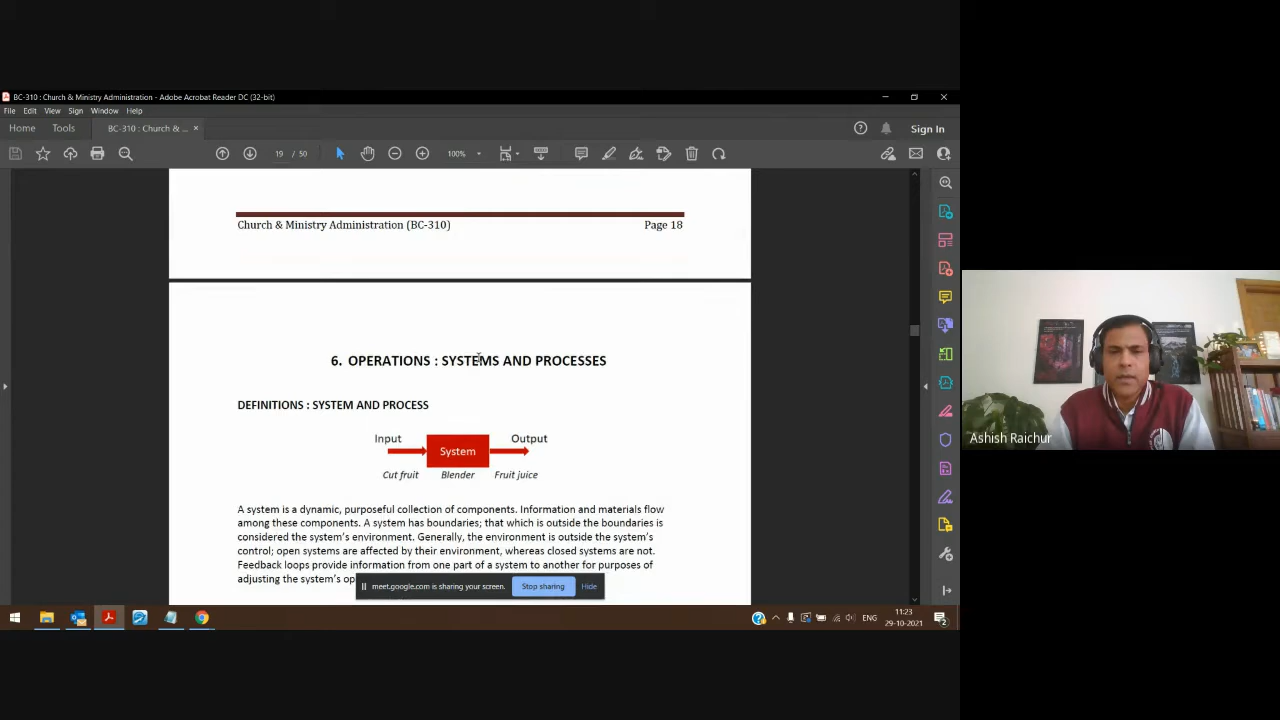 BC-310 : Church & Ministry Administration - Adobe Acrobat Reader DC (32-bit)
File Edit View Sign Window Help
Home Tools BC-310 : Church & ... × Sign In
19 / 50 100%
Church & Ministry Administration (BC-310) Page 18
6. OPERATIONS : SYSTEMS AND PROCESSES
DEFINITIONS : SYSTEM AND PROCESS
Input System Output
Cut fruit Blender Fruit juice
A system is a dynamic, purposeful collection of components. Information and materials flow
among these components. A system has boundaries; that which is outside the boundaries is
considered the system's environment. Generally, the environment is outside the system's
control; open systems are affected by their environment, whereas closed systems are not.
Feedback loops provide information from one part of a system to another for purposes of
adjusting the system's op
meet.google.com is sharing your screen. Stop sharing Hide
Ashish Raichur
ENG 11:23
29-10-2021
2